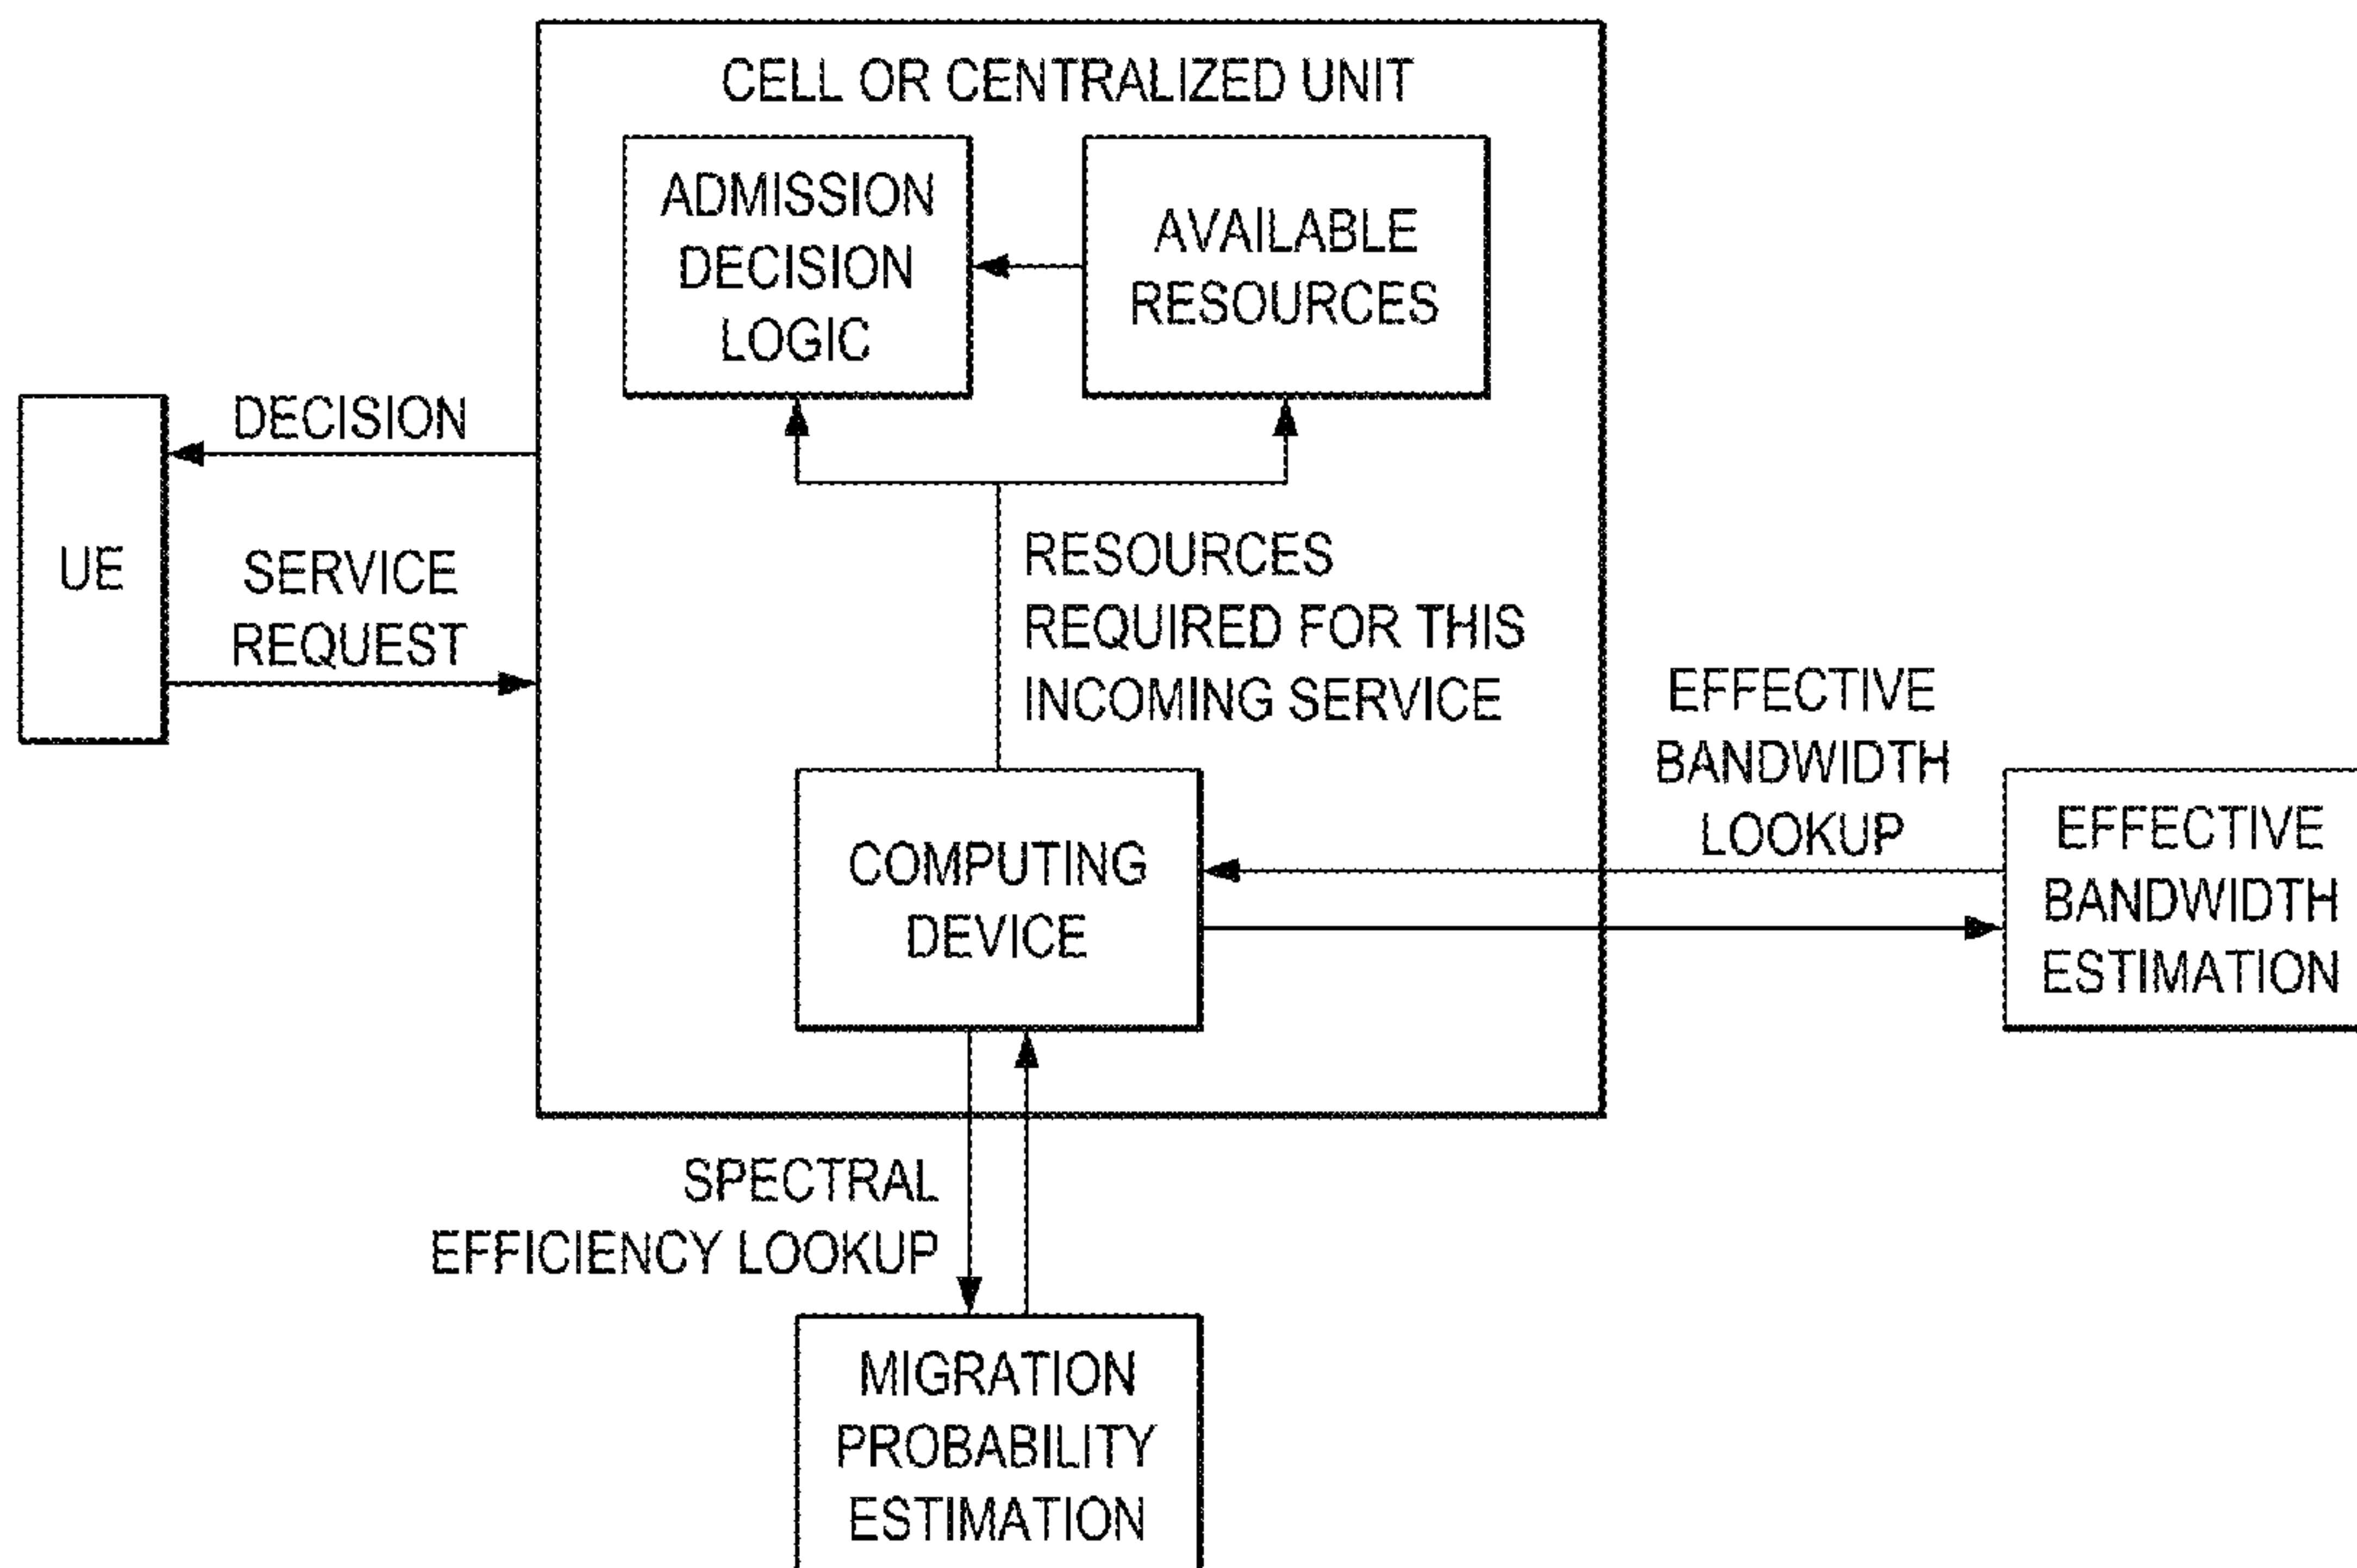 CELL OR CENTRALIZED UNIT
ADMISSION
DECISION
LOGIC
AVAILABLE
RESOURCES
DECISION
UE
SERVICE
REQUEST
RESOURCES
REQUIRED FOR THIS
INCOMING SERVICE
EFFECTIVE
BANDWIDTH
LOOKUP
COMPUTING
DEVICE
EFFECTIVE
BANDWIDTH
ESTIMATION
SPECTRAL
EFFICIENCY LOOKUP
MIGRATION
PROBABILITY
ESTIMATION